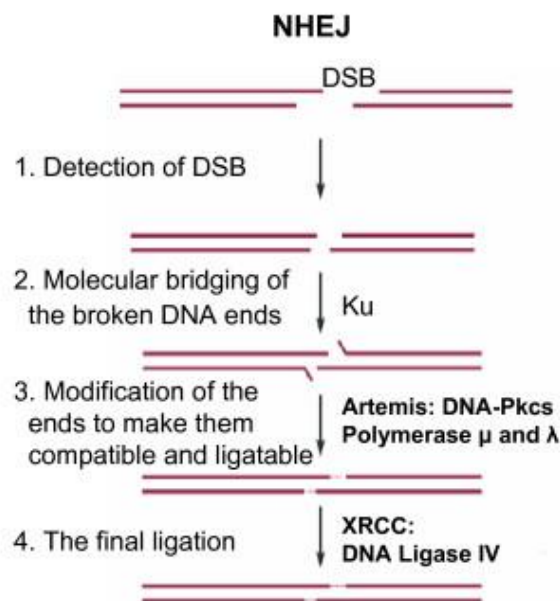 NHEJ
DSB
1. Detection of DSB
2. Molecular bridging of
the broken DNA ends
Ku
3. Modification of the
ends to make them
compatible and ligatable
Artemis: DNA-Pkcs
Polymerase μ and λ
4. The final ligation
XRCC:
DNA Ligase IV